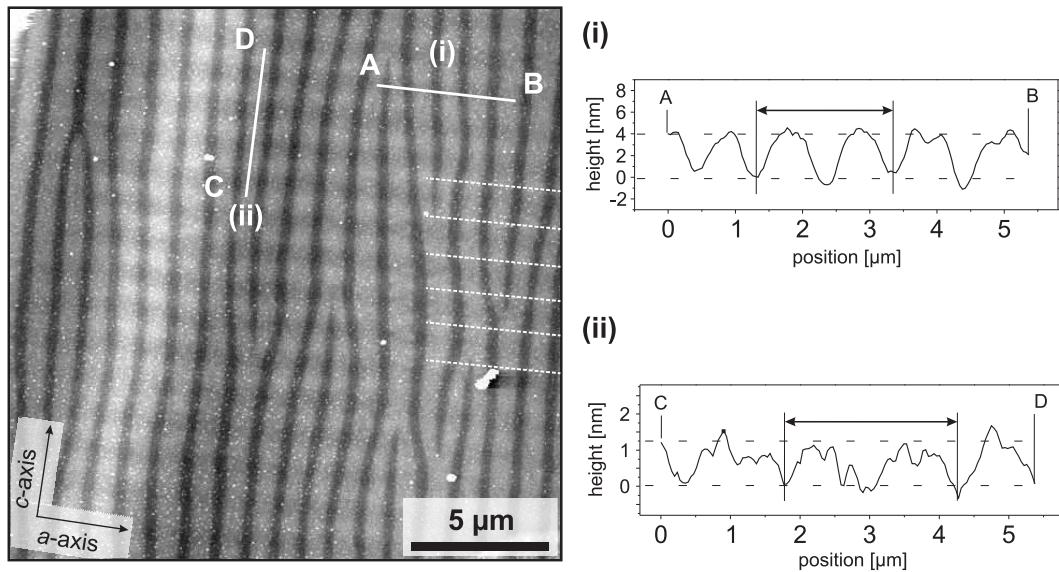 D
(i)
A
B
C
(ii)
c-axis
a-axis
5 µm
(i)
8
6
4
2
0
-2
height [nm]
A
B
0 1 2 3 4 5
position [µm]
(ii)
2
1
0
height [nm]
C
D
0 1 2 3 4 5
position [µm]